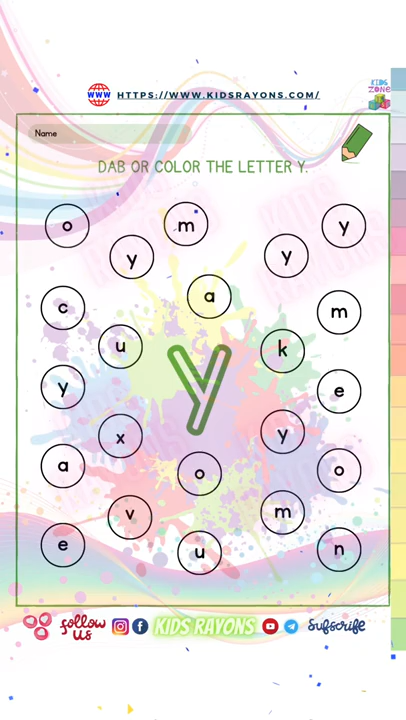 HTTPS://WWW.KIDSRAYONS.COM/
KIDS
ZONE
Name
DAB OR COLOR THE LETTER Y.
o
m
y
y
y
a
c
m
u
k
y
y
e
x
y
a
o
o
v
m
e
u
n
follow
us
KIDS RAYONS
Subscribe